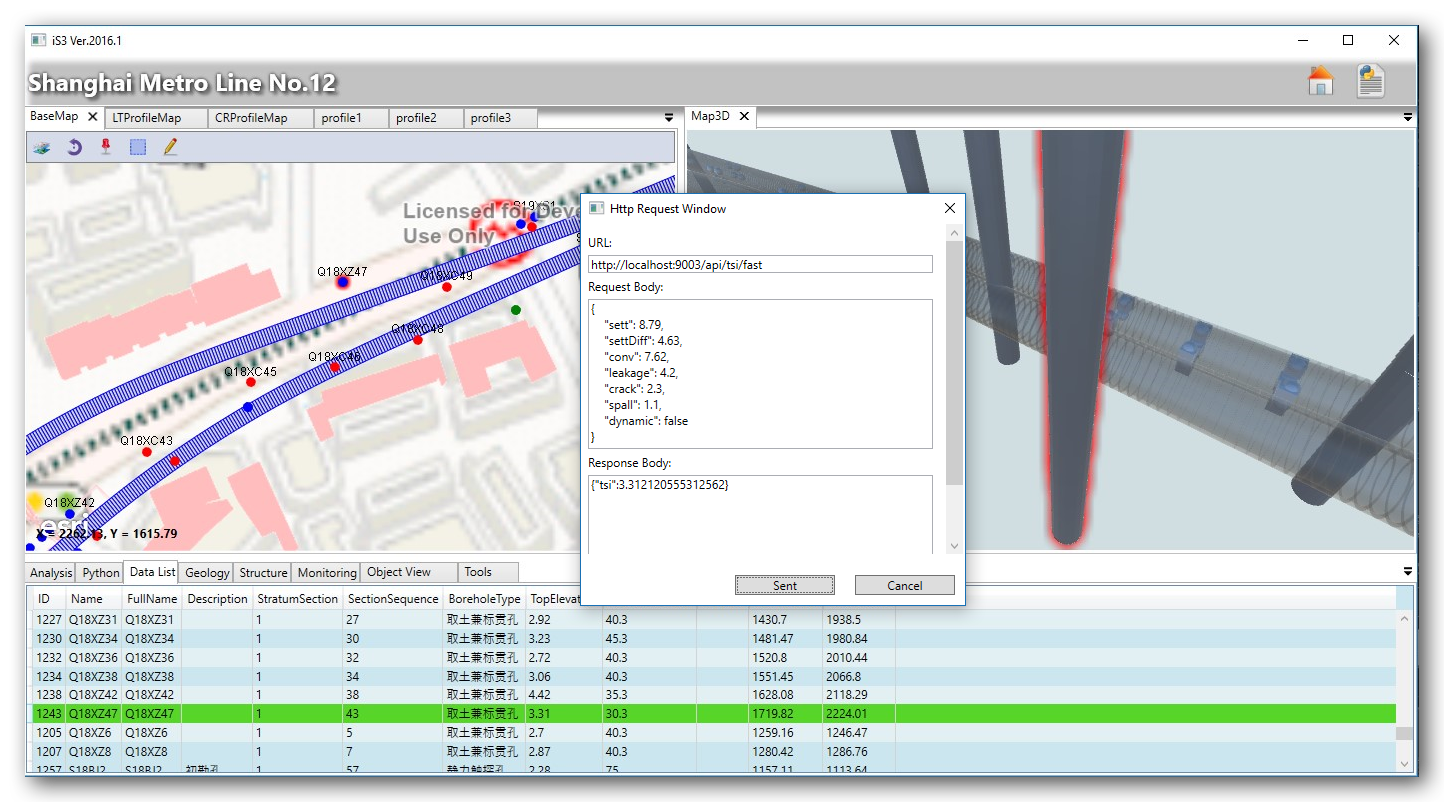 iS3 Ver.2016.1
Shanghai Metro Line No.12
BaseMap LTProfileMap CRProfileMap profile1 profile2 profile3
Map3D
Licensed for Deve
Use Only
S19XS1
Q18XZ47
Q18XC49
Q18XC48
Q18XC46
Q18XC45
Q18XC43
Q18XZ42
esri
X = 2262.13, Y = 1615.79
Http Request Window
URL:
http://localhost:9003/api/tsi/fast
Request Body:
{
"sett": 8.79,
"settDiff": 4.63,
"conv": 7.62,
"leakage": 4.2,
"crack": 2.3,
"spall": 1.1,
"dynamic": false
}
Response Body:
{"tsi":3.312120555312562}
Sent Cancel
Analysis Python Data List Geology Structure Monitoring Object View Tools
ID Name FullName Description StratumSection SectionSequence BoreholeType TopElevat
1227 Q18XZ31 Q18XZ31 1 27 取土兼标贯孔 2.92 40.3 1430.7 1938.5
1230 Q18XZ34 Q18XZ34 1 30 取土兼标贯孔 3.23 45.3 1481.47 1980.84
1232 Q18XZ36 Q18XZ36 1 32 取土兼标贯孔 2.72 40.3 1520.8 2010.44
1234 Q18XZ38 Q18XZ38 1 34 取土兼标贯孔 3.06 40.3 1551.45 2066.8
1238 Q18XZ42 Q18XZ42 1 38 取土兼标贯孔 4.42 35.3 1628.08 2118.29
1243 Q18XZ47 Q18XZ47 1 43 取土兼标贯孔 3.31 30.3 1719.82 2224.01
1205 Q18XZ6 Q18XZ6 1 5 取土兼标贯孔 2.7 40.3 1259.16 1246.47
1207 Q18XZ8 Q18XZ8 1 7 取土兼标贯孔 2.87 40.3 1280.42 1286.76
1257 S18BJ2 S18BJ2 初勘孔 1 57 静力触探孔 2.28 75 1157.11 1113.64